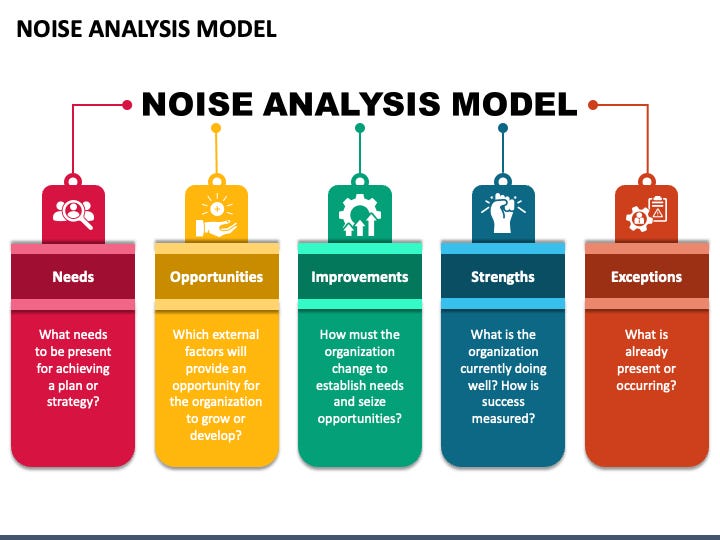 NOISE ANALYSIS MODEL
NOISE ANALYSIS MODEL
Needs
What needs
to be present
for achieving
a plan or
strategy?
Opportunities
Which external
factors will
provide an
opportunity for
the organization
to grow or
develop?
Improvements
How must the
organization
change to
establish needs
and seize
opportunities?
Strengths
What is the
organization
currently doing
well? How is
success
measured?
Exceptions
What is
already
present or
occurring?